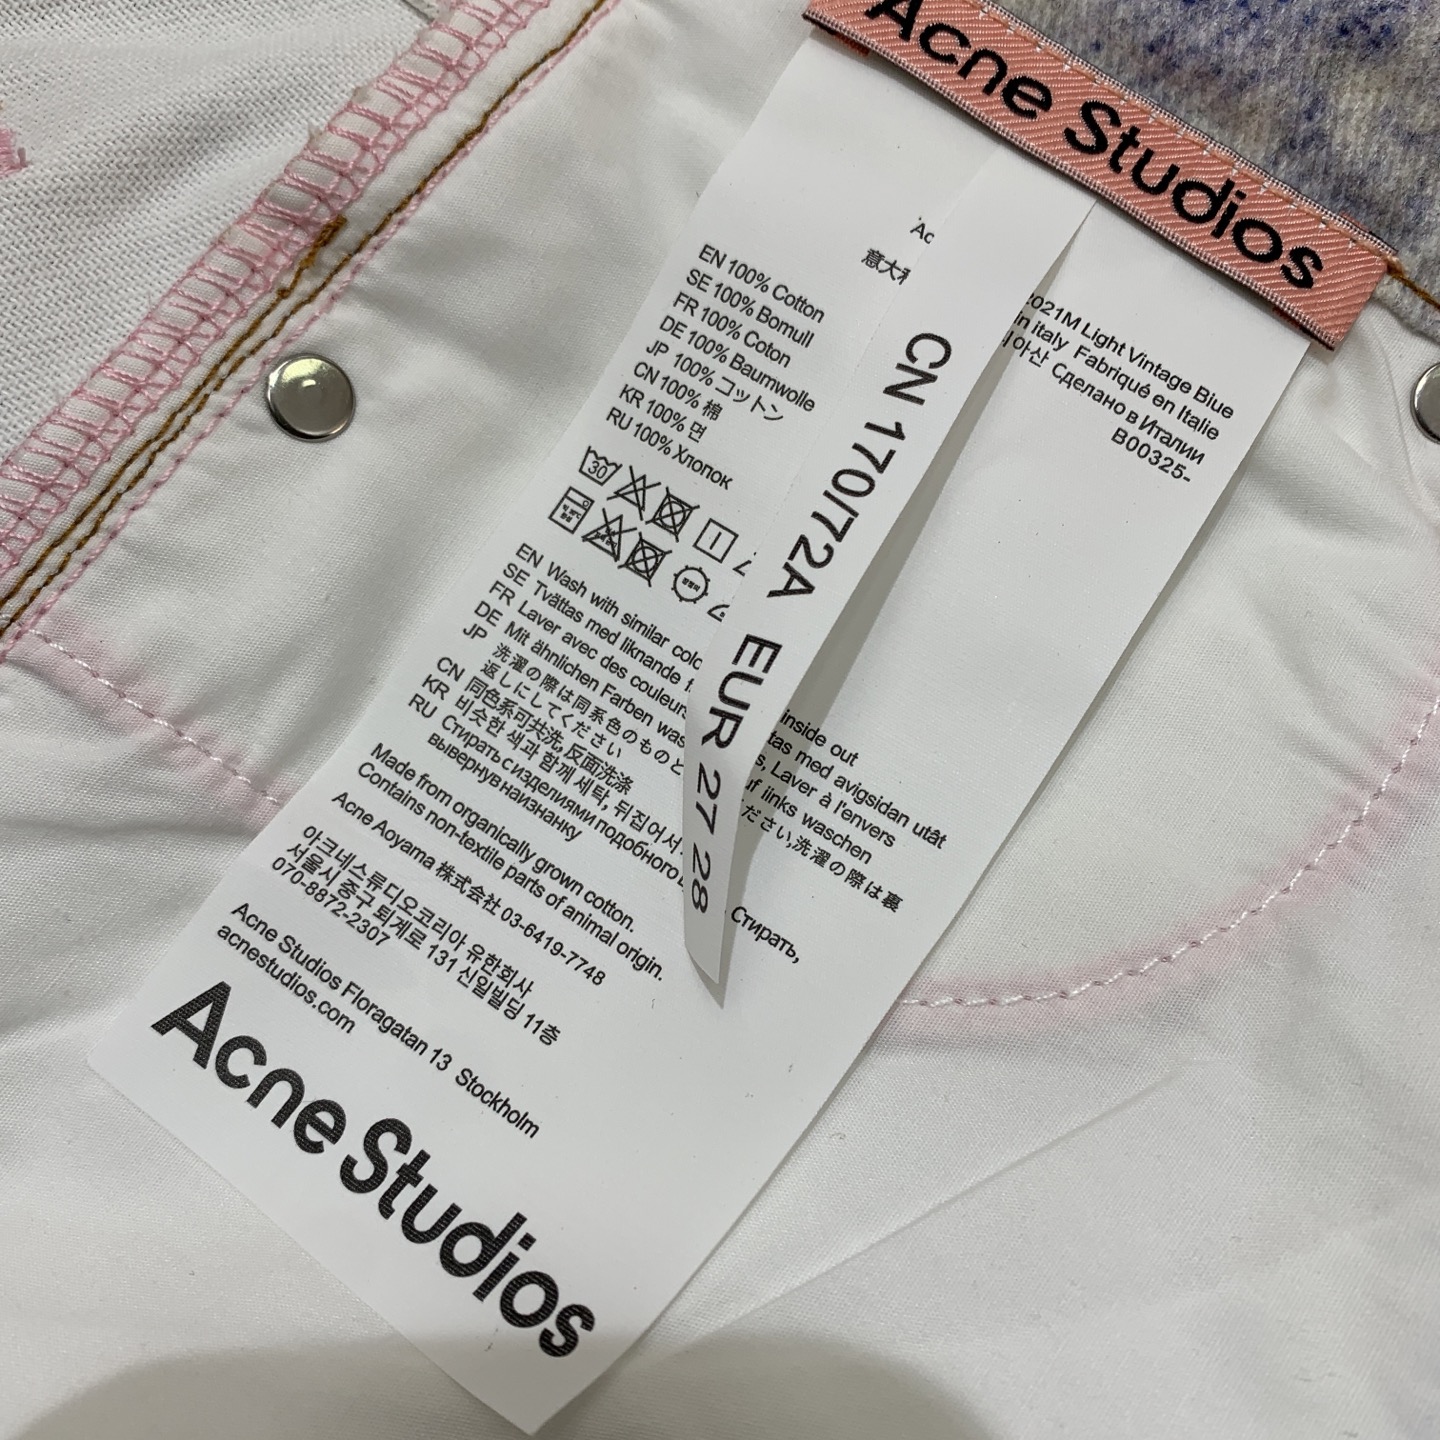 Acne Studios
意大利
2021M Light Vintage Blue
in italy Fabriqué en Italie
아산 Сделано в Италии
B00325-
EN 100% Cotton
SE 100% Bomull
FR 100% Coton
DE 100% Baumwolle
JP 100% コットン
CN 100% 棉
KR 100% 면
RU 100% Хлопок
30
CN 170/72A EUR 27 28
EN Wash with similar colo inside out
SE Tvättas med liknande tas med avigsidan utåt
FR Laver avec des couleurs, Laver à l'envers
DE Mit ähnlichen Farben was uf iinks waschen
JP 洗濯の際は同系色のものと ださい,洗濯の際は裏
返しにしてください
CN 同色系可共洗,反面洗涤
KR 비슷한 색과 함께 세탁, 뒤집어서
RU Стирать с изделиями подобного Стирать,
вывернув наизнанку
Made from organically grown cotton.
Contains non-textile parts of animal origin.
Acne Aoyama 株式会社 03-6419-7748
아크네스튜디오코리아 유한회사
서울시 중구 퇴계로 131 신일빌딩 11층
070-8872-2307
Acne Studios Floragatan 13 Stockholm
acnestudios.com
Acne Studios